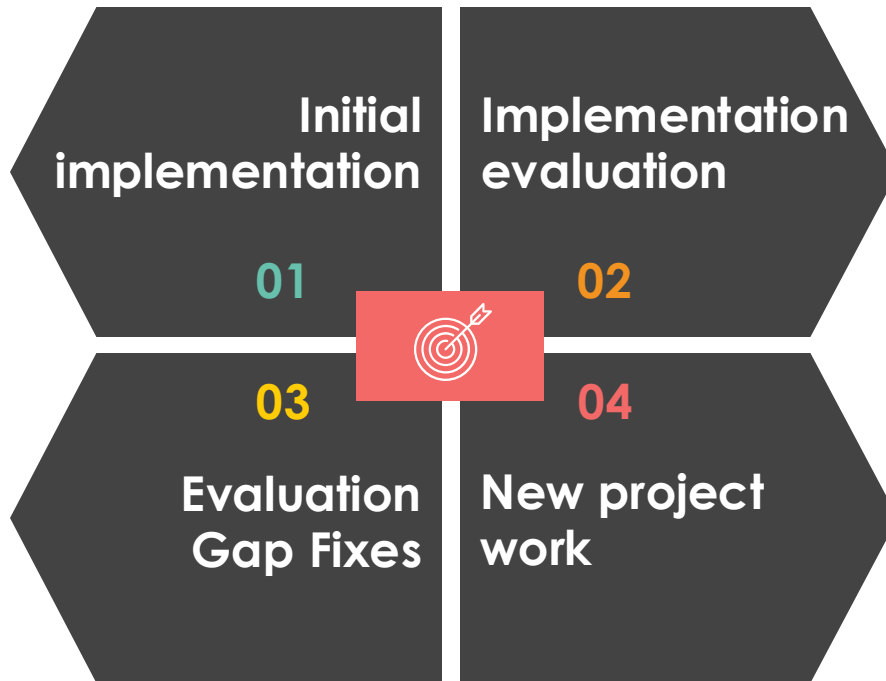 Initial
implementation
01
Implementation
evaluation
02
03
Evaluation
Gap Fixes
04
New project
work